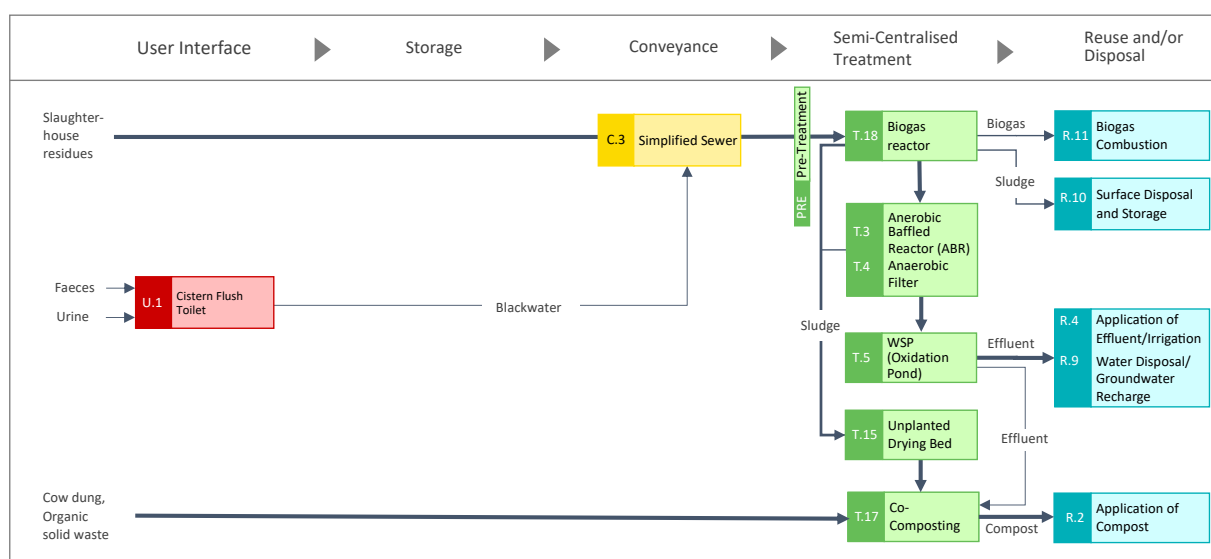 User Interface
Storage
Conveyance
Semi-Centralised
Treatment
Reuse and/or
Disposal
Slaughter-
house
residues
C.3 Simplified Sewer
PRE Pre-Treatment
T.18 Biogas
reactor
Biogas
R.11 Biogas
Combustion
Sludge
R.10 Surface Disposal
and Storage
T.3 Anerobic
Baffled
Reactor (ABR)
T.4 Anaerobic
Filter
Faeces
Urine
U.1 Cistern Flush
Toilet
Blackwater
Sludge
T.5 WSP
(Oxidation
Pond)
Effluent
R.4 Application of
Effluent/Irrigation
R.9 Water Disposal/
Groundwater
Recharge
T.15 Unplanted
Drying Bed
Effluent
Cow dung,
Organic
solid waste
T.17 Co-
Composting
Compost
R.2 Application of
Compost